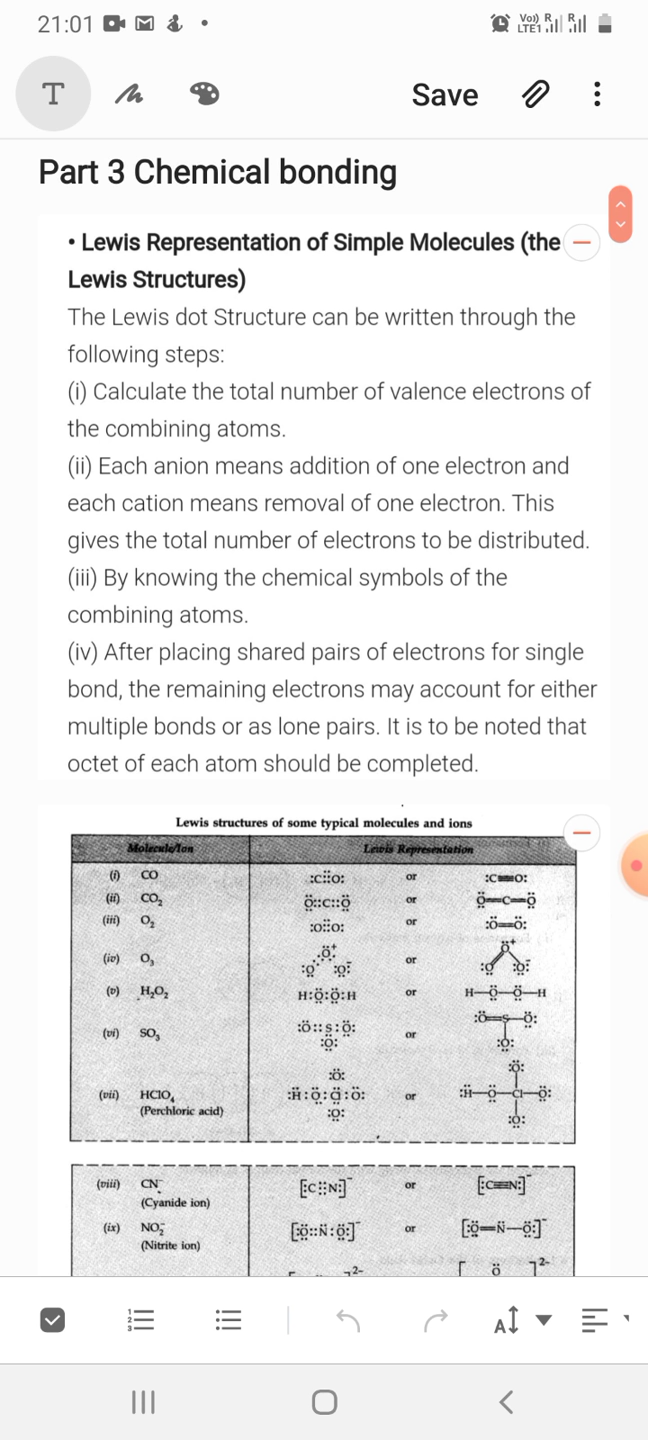 21:01
Vo)) R R
LTE1
T
Save
Part 3 Chemical bonding
• Lewis Representation of Simple Molecules (the
Lewis Structures)
The Lewis dot Structure can be written through the
following steps:
(i) Calculate the total number of valence electrons of
the combining atoms.
(ii) Each anion means addition of one electron and
each cation means removal of one electron. This
gives the total number of electrons to be distributed.
(iii) By knowing the chemical symbols of the
combining atoms.
(iv) After placing shared pairs of electrons for single
bond, the remaining electrons may account for either
multiple bonds or as lone pairs. It is to be noted that
octet of each atom should be completed.
Lewis structures of some typical molecules and ions
Molecule/Ion Lewis Representation
(i) CO :C::O: or :C≡O:
(ii) CO₂ Ö::C::Ö or Ö=C=Ö
(iii) O₂ :O::O: or :Ö=Ö:
(iv) O₃ or
(v) H₂O₂ H:Ö:Ö:H or H—Ö—Ö—H
(vi) SO₃ :Ö::S:Ö: or :Ö=S—Ö:
:Ö: :Ö:
:Ö: :Ö:
(vii) HClO₄ :H:Ö:Cl:Ö: or :H—Ö—Cl—Ö:
(Perchloric acid) :O: :O:
(viii) CN⁻ [:C::N:]⁻ or [:C≡N:]⁻
(Cyanide ion)
(ix) NO₂⁻ [:Ö::N:Ö:]⁻ or [:Ö=N—Ö:]⁻
(Nitrite ion)
2- Ö 2-
A